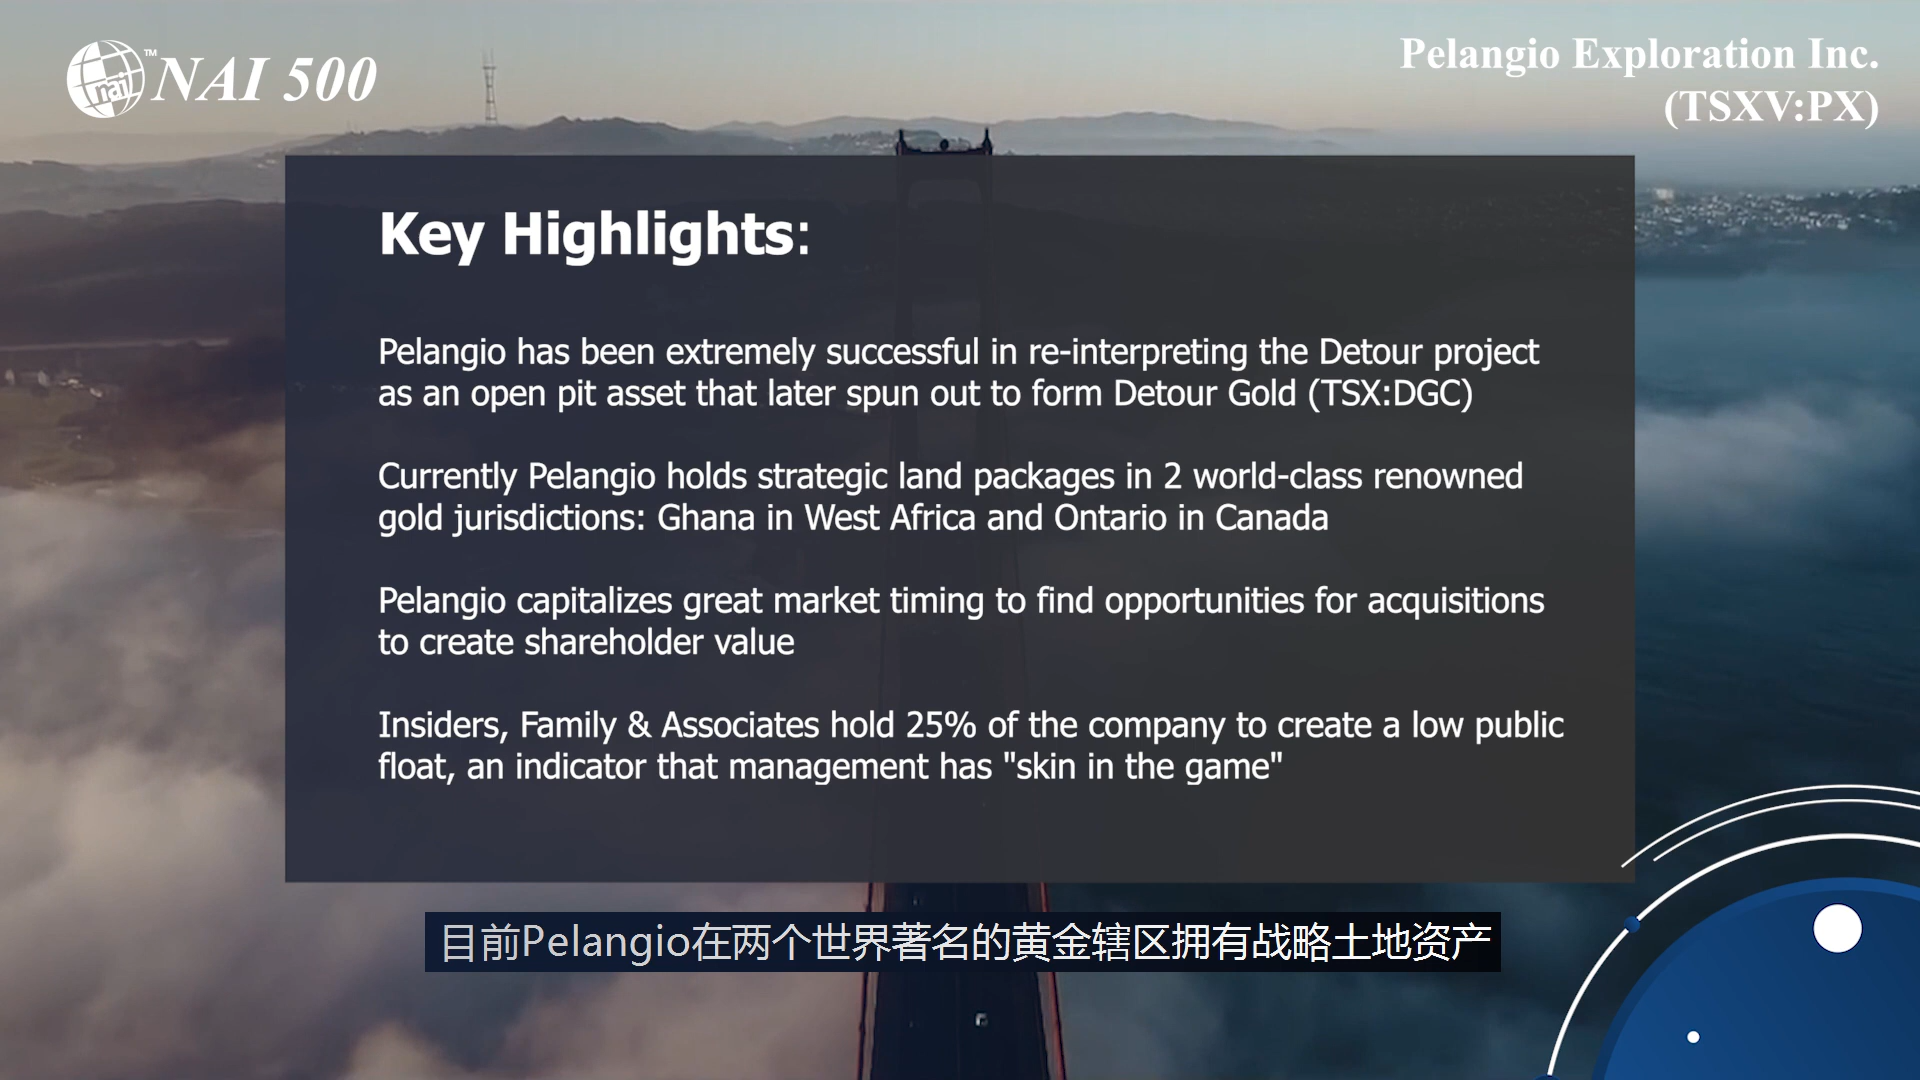 nai™ NAI 500
Pelangio Exploration Inc.
(TSXV:PX)
Key Highlights:
Pelangio has been extremely successful in re-interpreting the Detour project
as an open pit asset that later spun out to form Detour Gold (TSX:DGC)
Currently Pelangio holds strategic land packages in 2 world-class renowned
gold jurisdictions: Ghana in West Africa and Ontario in Canada
Pelangio capitalizes great market timing to find opportunities for acquisitions
to create shareholder value
Insiders, Family & Associates hold 25% of the company to create a low public
float, an indicator that management has "skin in the game"
目前Pelangio在两个世界著名的黄金辖区拥有战略土地资产